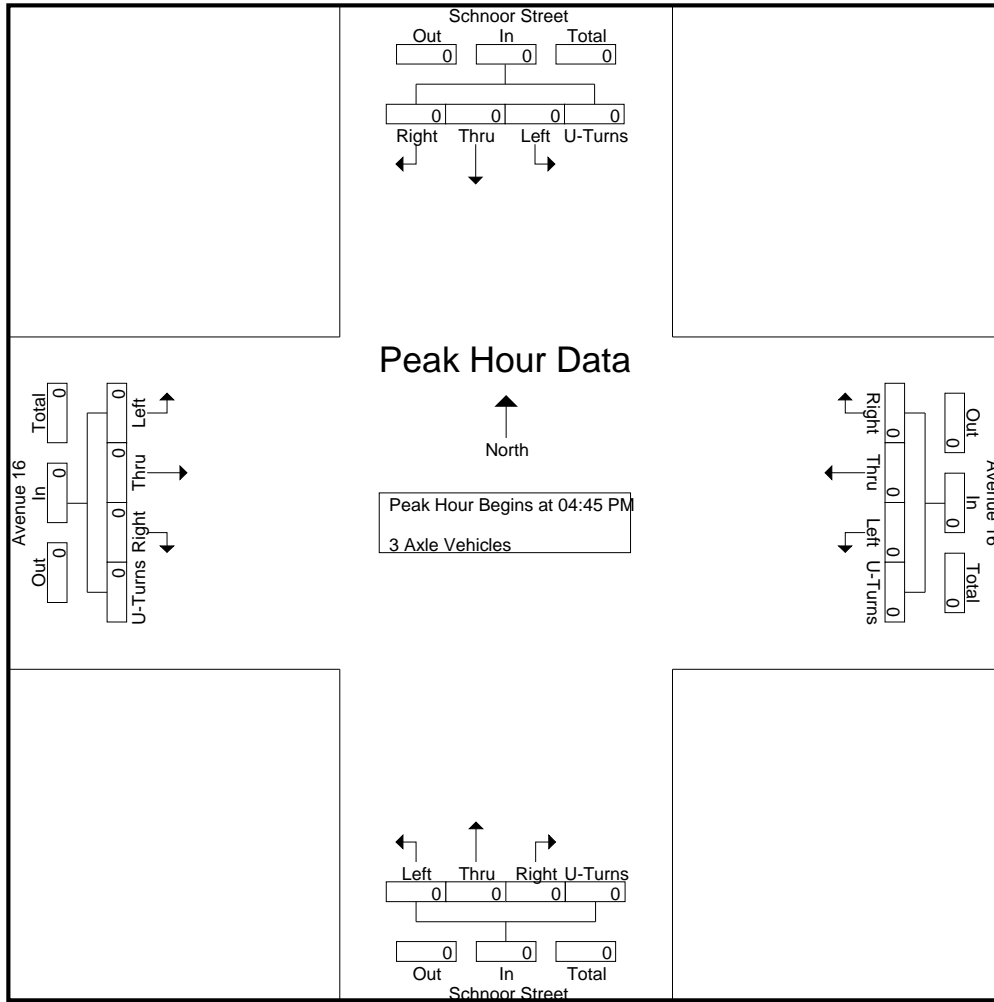 Schnoor Street
Out In Total
0 0 0
0 0 0 0
Right Thru Left U-Turns
Peak Hour Data
North
Peak Hour Begins at 04:45 PM
3 Axle Vehicles
Avenue 16
Total In Out
0 0 0
0 0 0 0
Left Thru Right U-Turns
Right Thru Left U-Turns
0 0 0 0
0 0 0
Out In Total
Avenue 16
Left Thru Right U-Turns
0 0 0 0
0 0 0
Out In Total
Schnoor Street